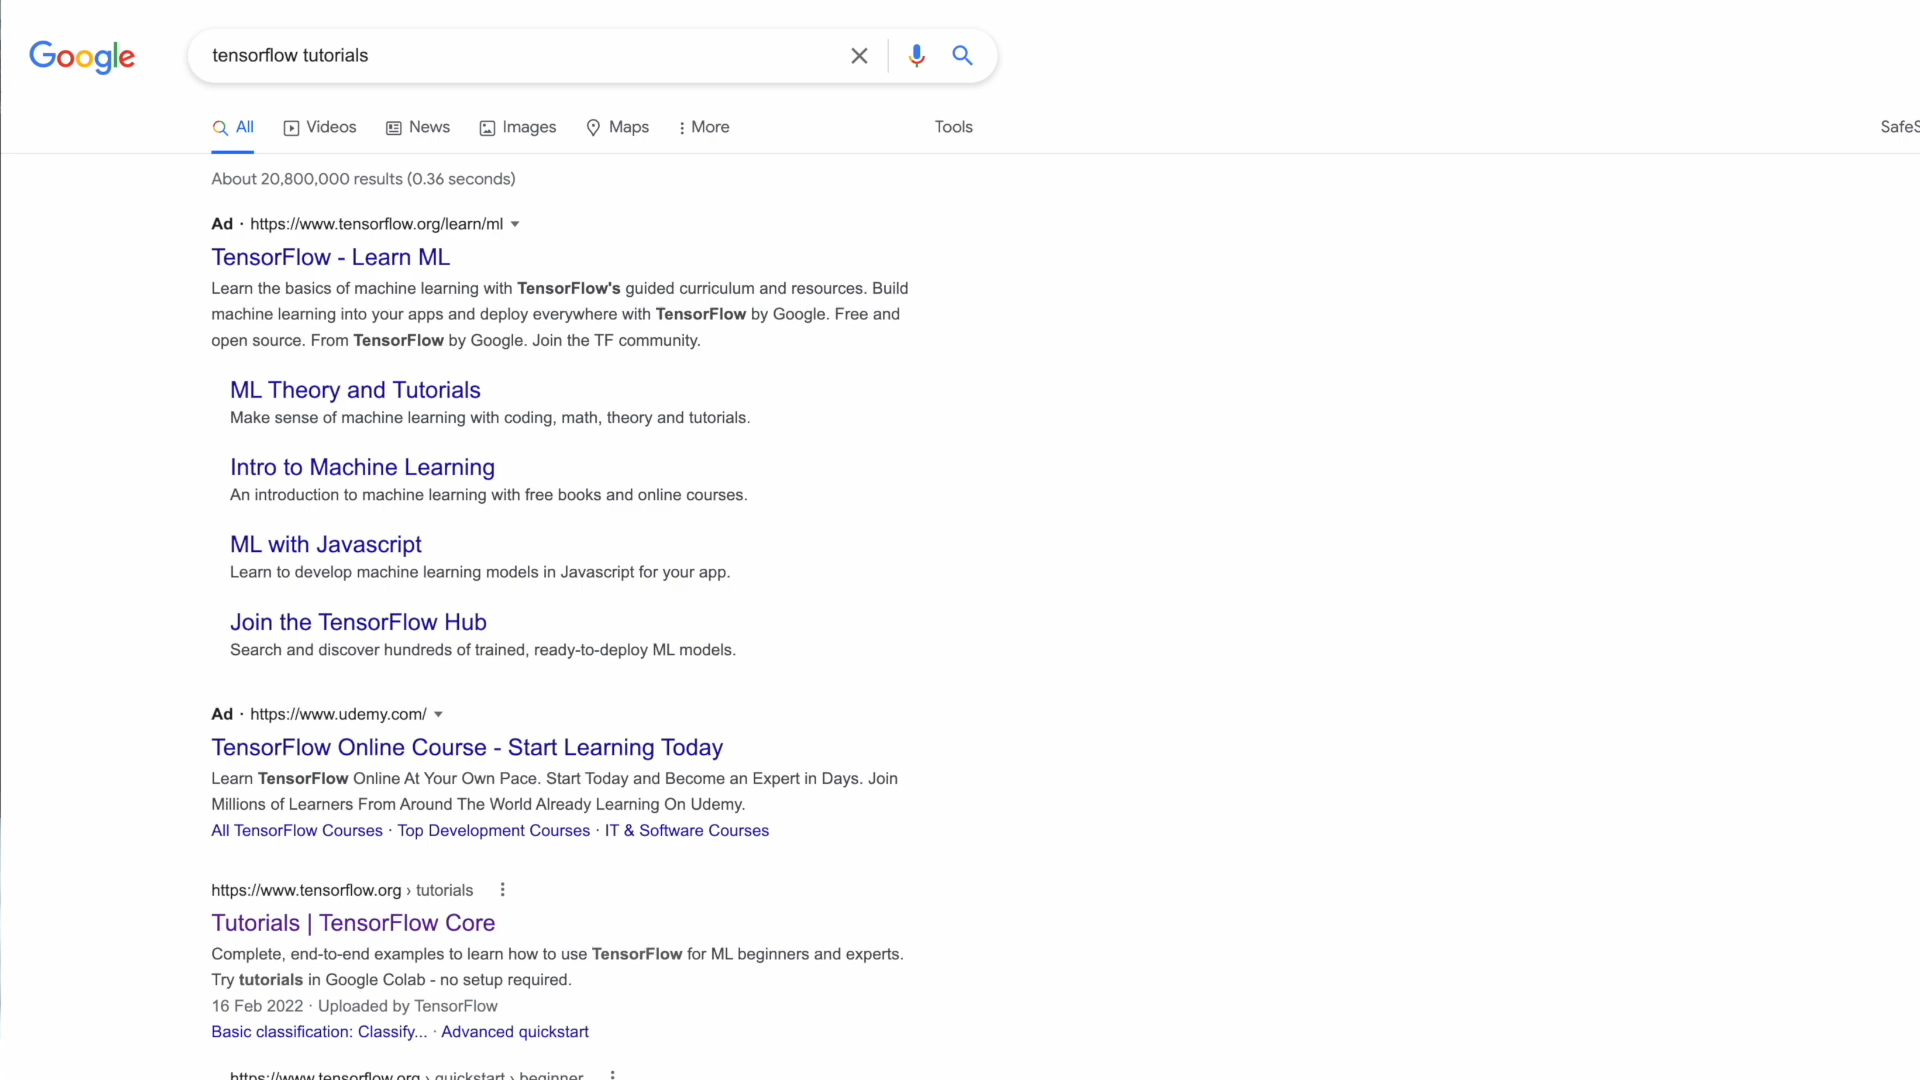 Google
tensorflow tutorials
All Videos News Images Maps More Tools SafeS
About 20,800,000 results (0.36 seconds)
Ad · https://www.tensorflow.org/learn/ml
TensorFlow - Learn ML
Learn the basics of machine learning with TensorFlow's guided curriculum and resources. Build
machine learning into your apps and deploy everywhere with TensorFlow by Google. Free and
open source. From TensorFlow by Google. Join the TF community.
ML Theory and Tutorials
Make sense of machine learning with coding, math, theory and tutorials.
Intro to Machine Learning
An introduction to machine learning with free books and online courses.
ML with Javascript
Learn to develop machine learning models in Javascript for your app.
Join the TensorFlow Hub
Search and discover hundreds of trained, ready-to-deploy ML models.
Ad · https://www.udemy.com/
TensorFlow Online Course - Start Learning Today
Learn TensorFlow Online At Your Own Pace. Start Today and Become an Expert in Days. Join
Millions of Learners From Around The World Already Learning On Udemy.
All TensorFlow Courses · Top Development Courses · IT & Software Courses
https://www.tensorflow.org › tutorials
Tutorials | TensorFlow Core
Complete, end-to-end examples to learn how to use TensorFlow for ML beginners and experts.
Try tutorials in Google Colab - no setup required.
16 Feb 2022 · Uploaded by TensorFlow
Basic classification: Classify... · Advanced quickstart
https://www.tensorflow.org › quickstart › beginner